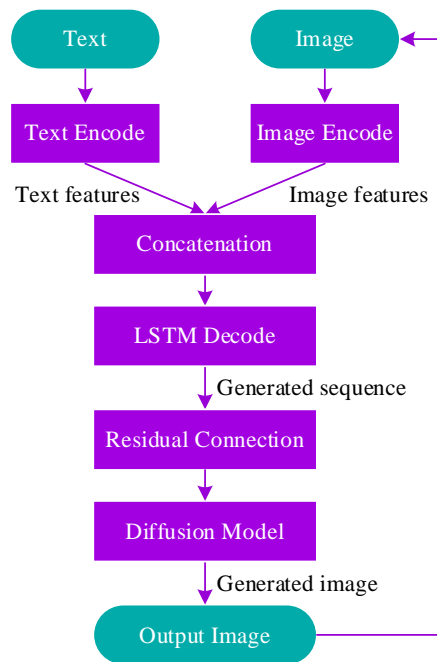 Text
Image
Text Encode
Image Encode
Text features
Image features
Concatenation
LSTM Decode
Generated sequence
Residual Connection
Diffusion Model
Generated image
Output Image